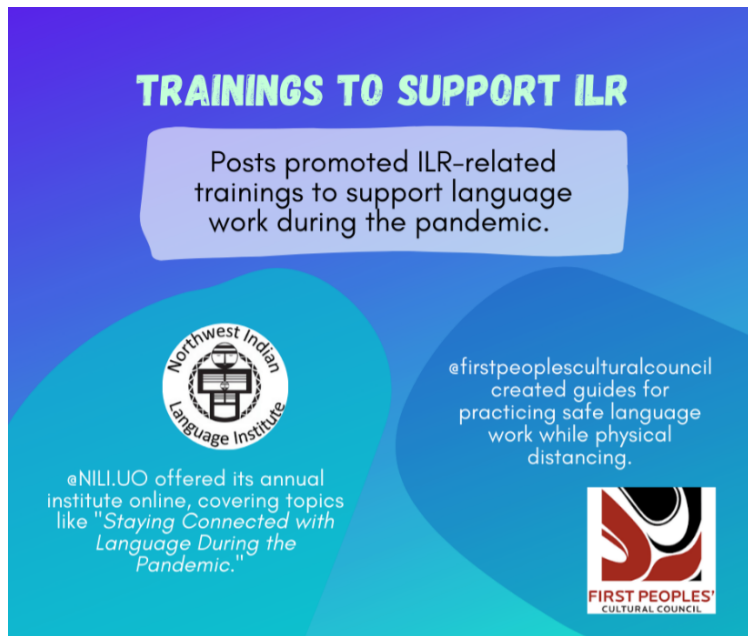 TRAININGS TO SUPPORT ILR
Posts promoted ILR-related
trainings to support language
work during the pandemic.
Northwest Indian
Language Institute
@NILI.UO offered its annual
institute online, covering topics
like "Staying Connected with
Language During the
Pandemic."
@firstpeoplesculturalcouncil
created guides for
practicing safe language
work while physical
distancing.
FIRST PEOPLES'
CULTURAL COUNCIL